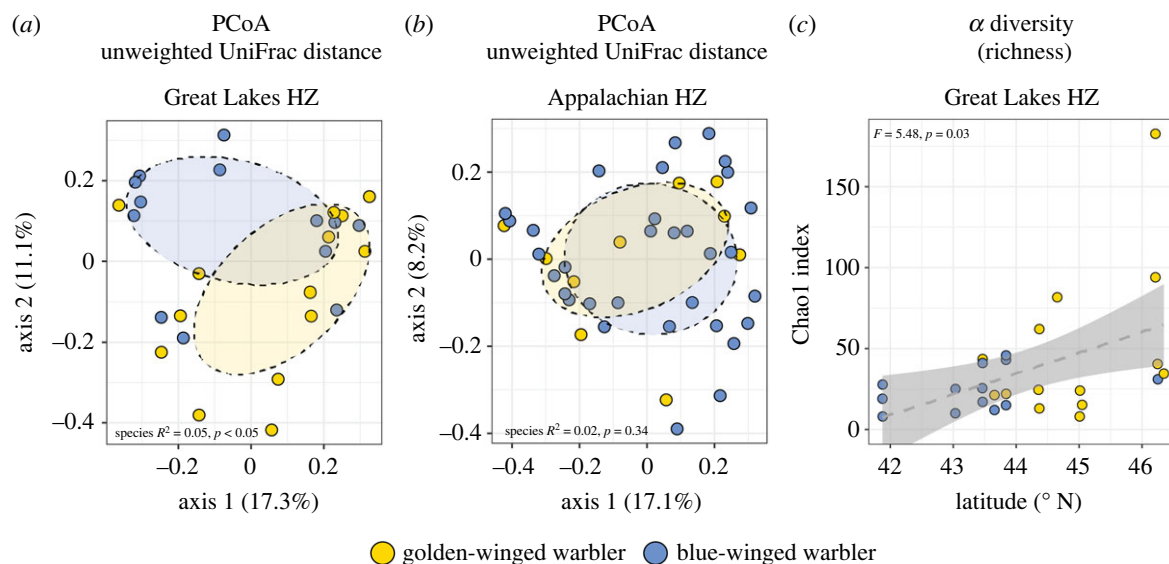 (a)
PCoA
unweighted UniFrac distance
Great Lakes HZ
axis 2 (11.1%)
0.2
0
−0.2
−0.4
species R² = 0.05, p < 0.05
−0.2
0
0.2
axis 1 (17.3%)
(b)
PCoA
unweighted UniFrac distance
Appalachian HZ
axis 2 (8.2%)
0.2
0
−0.2
−0.4
species R² = 0.02, p = 0.34
−0.4
−0.2
0
0.2
axis 1 (17.1%)
(c)
α diversity
(richness)
Great Lakes HZ
F = 5.48, p = 0.03
Chao1 index
150
100
50
0
42
43
44
45
46
latitude (° N)
golden-winged warbler
blue-winged warbler